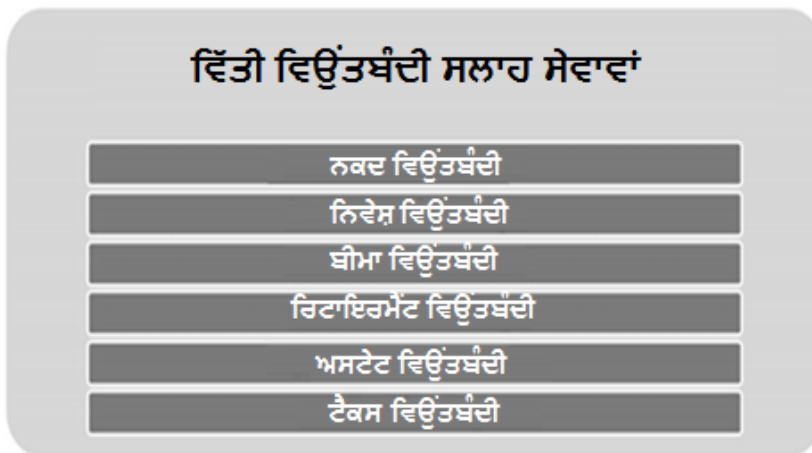 ਵਿੱਤੀ ਵਿਉਂਤਬੰਦੀ ਸਲਾਹ ਸੇਵਾਵਾਂ
ਨਕਦ ਵਿਉਂਤਬੰਦੀ
ਨਿਵੇਸ਼ ਵਿਉਂਤਬੰਦੀ
ਬੀਮਾ ਵਿਉਂਤਬੰਦੀ
ਰਿਟਾਇਰਮੈਂਟ ਵਿਉਂਤਬੰਦੀ
ਅਸਟੇਟ ਵਿਉਂਤਬੰਦੀ
ਟੈਕਸ ਵਿਉਂਤਬੰਦੀ